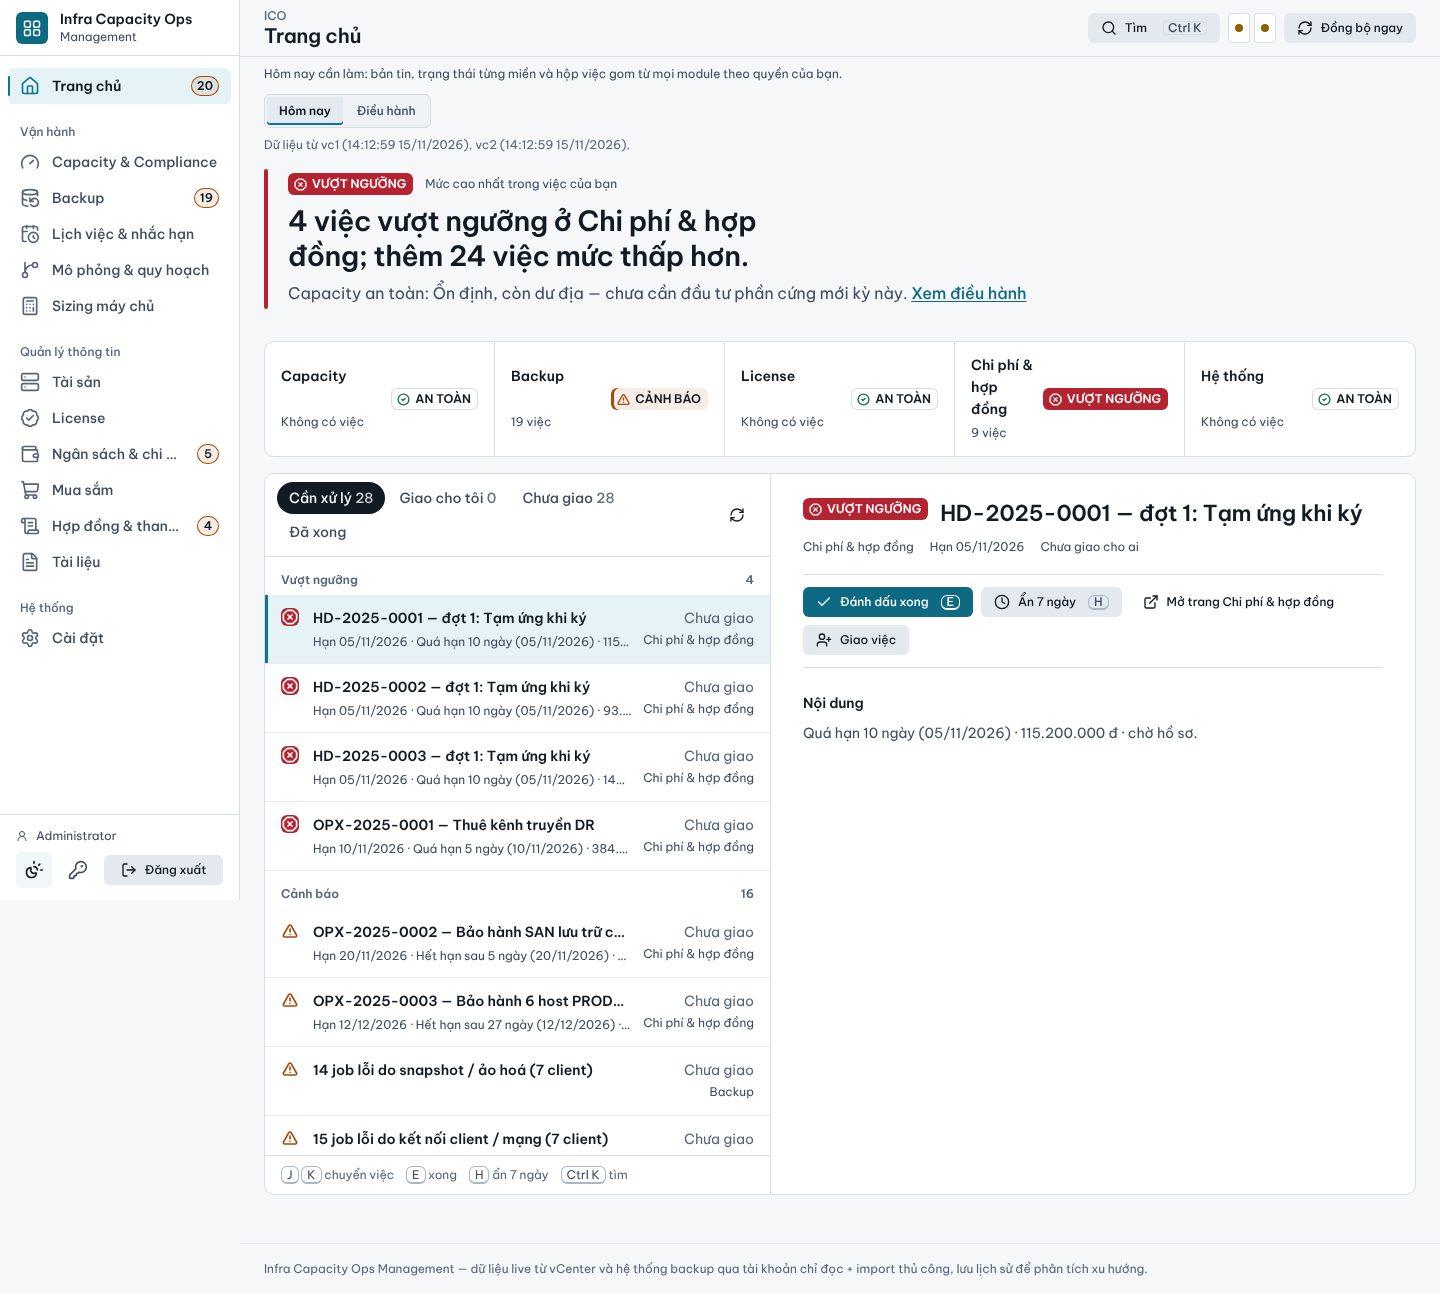 Infra Capacity Ops
Management
Trang chủ 20
Vận hành
Capacity & Compliance
Backup 19
Lịch việc & nhắc hạn
Mô phỏng & quy hoạch
Sizing máy chủ
Quản lý thông tin
Tài sản
License
Ngân sách & chi ... 5
Mua sắm
Hợp đồng & than... 4
Tài liệu
Hệ thống
Cài đặt
Administrator
Đăng xuất
ICO
Trang chủ
Tìm Ctrl K
Đồng bộ ngay
Hôm nay cần làm: bản tin, trạng thái từng miền và hộp việc gom từ mọi module theo quyền của bạn.
Hôm nay Điều hành
Dữ liệu từ vc1 (14:12:59 15/11/2026), vc2 (14:12:59 15/11/2026).
VƯỢT NGƯỠNG Mức cao nhất trong việc của bạn
4 việc vượt ngưỡng ở Chi phí & hợp
đồng; thêm 24 việc mức thấp hơn.
Capacity an toàn: Ổn định, còn dư địa — chưa cần đầu tư phần cứng mới kỳ này. Xem điều hành
Capacity
AN TOÀN
Không có việc
Backup
CẢNH BÁO
19 việc
License
AN TOÀN
Không có việc
Chi phí &
hợp
đồng
VƯỢT NGƯỠNG
9 việc
Hệ thống
AN TOÀN
Không có việc
Cần xử lý 28 Giao cho tôi 0 Chưa giao 28
Đã xong
Vượt ngưỡng 4
HD-2025-0001 — đợt 1: Tạm ứng khi ký Chưa giao
Hạn 05/11/2026 · Quá hạn 10 ngày (05/11/2026) · 115... Chi phí & hợp đồng
HD-2025-0002 — đợt 1: Tạm ứng khi ký Chưa giao
Hạn 05/11/2026 · Quá hạn 10 ngày (05/11/2026) · 93.... Chi phí & hợp đồng
HD-2025-0003 — đợt 1: Tạm ứng khi ký Chưa giao
Hạn 05/11/2026 · Quá hạn 10 ngày (05/11/2026) · 14... Chi phí & hợp đồng
OPX-2025-0001 — Thuê kênh truyền DR Chưa giao
Hạn 10/11/2026 · Quá hạn 5 ngày (10/11/2026) · 384.... Chi phí & hợp đồng
Cảnh báo 16
OPX-2025-0002 — Bảo hành SAN lưu trữ c... Chưa giao
Hạn 20/11/2026 · Hết hạn sau 5 ngày (20/11/2026) · ... Chi phí & hợp đồng
OPX-2025-0003 — Bảo hành 6 host PROD... Chưa giao
Hạn 12/12/2026 · Hết hạn sau 27 ngày (12/12/2026) ·... Chi phí & hợp đồng
14 job lỗi do snapshot / ảo hoá (7 client) Chưa giao
Backup
15 job lỗi do kết nối client / mạng (7 client) Chưa giao
J K chuyển việc E xong H ẩn 7 ngày Ctrl K tìm
VƯỢT NGƯỠNG HD-2025-0001 — đợt 1: Tạm ứng khi ký
Chi phí & hợp đồng Hạn 05/11/2026 Chưa giao cho ai
Đánh dấu xong E Ẩn 7 ngày H Mở trang Chi phí & hợp đồng
Giao việc
Nội dung
Quá hạn 10 ngày (05/11/2026) · 115.200.000 đ · chờ hồ sơ.
Infra Capacity Ops Management — dữ liệu live từ vCenter và hệ thống backup qua tài khoản chỉ đọc + import thủ công, lưu lịch sử để phân tích xu hướng.